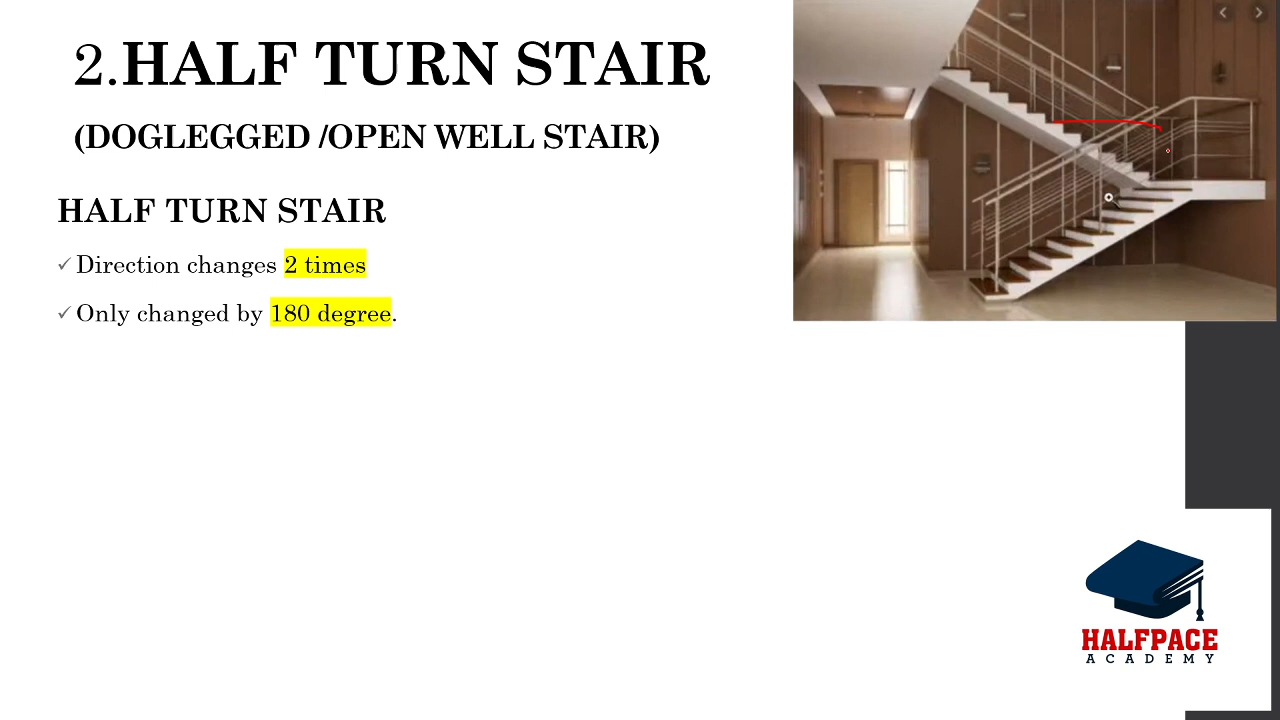 2.HALF TURN STAIR
(DOGLEGGED /OPEN WELL STAIR)
HALF TURN STAIR
✓ Direction changes 2 times
✓ Only changed by 180 degree.
HALFPACE
ACADEMY